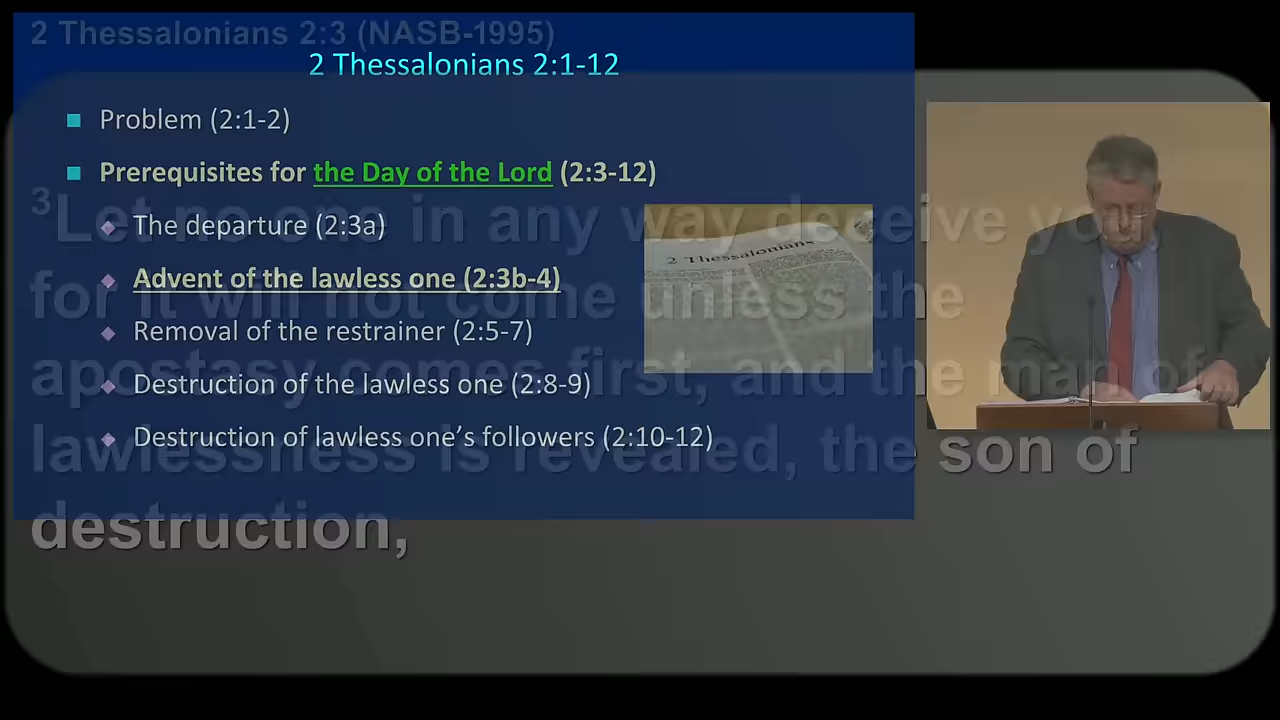 2 Thessalonians 2:3 (NASB-1995)
2 Thessalonians 2:1-12
Problem (2:1-2)
Prerequisites for the Day of the Lord (2:3-12)
The departure (2:3a)
Advent of the lawless one (2:3b-4)
Removal of the restrainer (2:5-7)
Destruction of the lawless one (2:8-9)
Destruction of lawless one’s followers (2:10-12)
2 Thessalonians
3Let no one in any way deceive you
for it will not come unless the
apostasy comes first, and the man of
lawlessness is revealed, the son of
destruction,